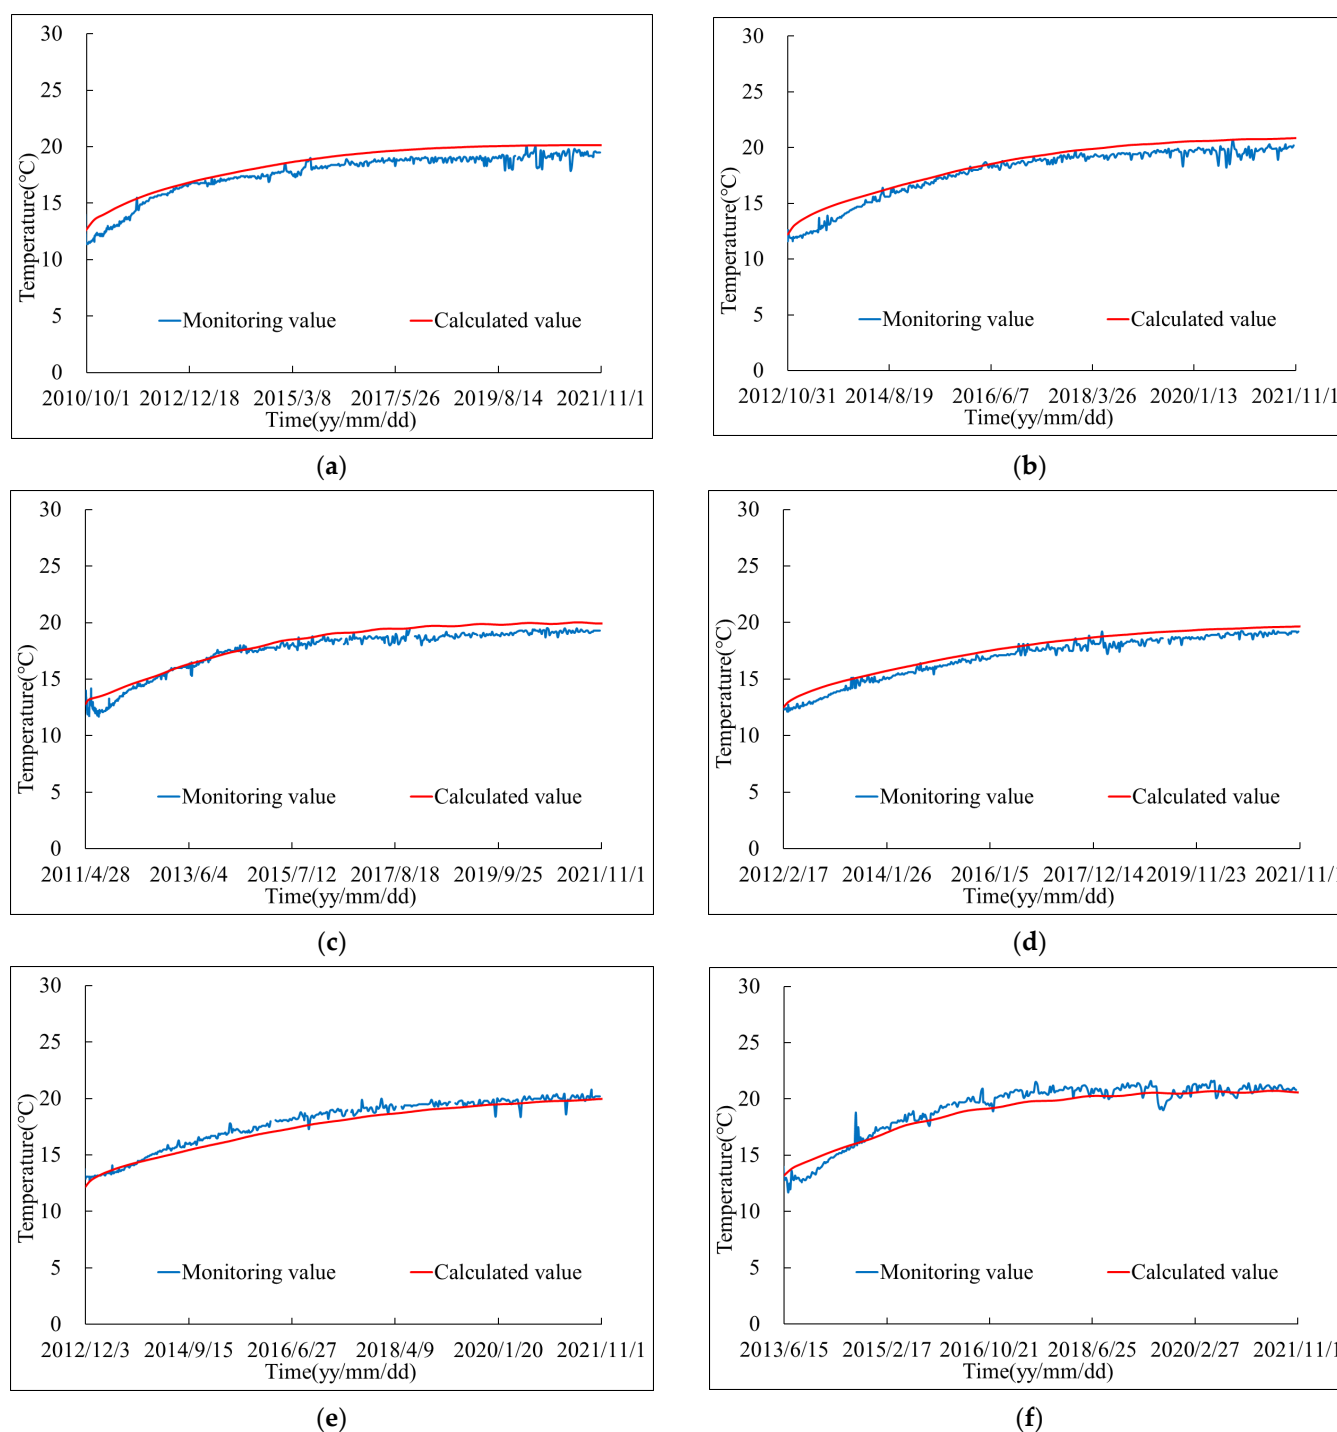 30
25
20
15
10
5
0
Temperature(°C)
Monitoring value
Calculated value
2010/10/1 2012/12/18 2015/3/8 2017/5/26 2019/8/14 2021/11/1
Time(yy/mm/dd)
(a)
30
25
20
15
10
5
0
Temperature(°C)
Monitoring value
Calculated value
2012/10/31 2014/8/19 2016/6/7 2018/3/26 2020/1/13 2021/11/1
Time(yy/mm/dd)
(b)
30
25
20
15
10
5
0
Temperature(°C)
Monitoring value
Calculated value
2011/4/28 2013/6/4 2015/7/12 2017/8/18 2019/9/25 2021/11/1
Time(yy/mm/dd)
(c)
30
25
20
15
10
5
0
Temperature(°C)
Monitoring value
Calculated value
2012/2/17 2014/1/26 2016/1/5 2017/12/14 2019/11/23 2021/11/1
Time(yy/mm/dd)
(d)
30
25
20
15
10
5
0
Temperature(°C)
Monitoring value
Calculated value
2012/12/3 2014/9/15 2016/6/27 2018/4/9 2020/1/20 2021/11/1
Time(yy/mm/dd)
(e)
30
25
20
15
10
5
0
Temperature(°C)
Monitoring value
Calculated value
2013/6/15 2015/2/17 2016/10/21 2018/6/25 2020/2/27 2021/11/1
Time(yy/mm/dd)
(f)